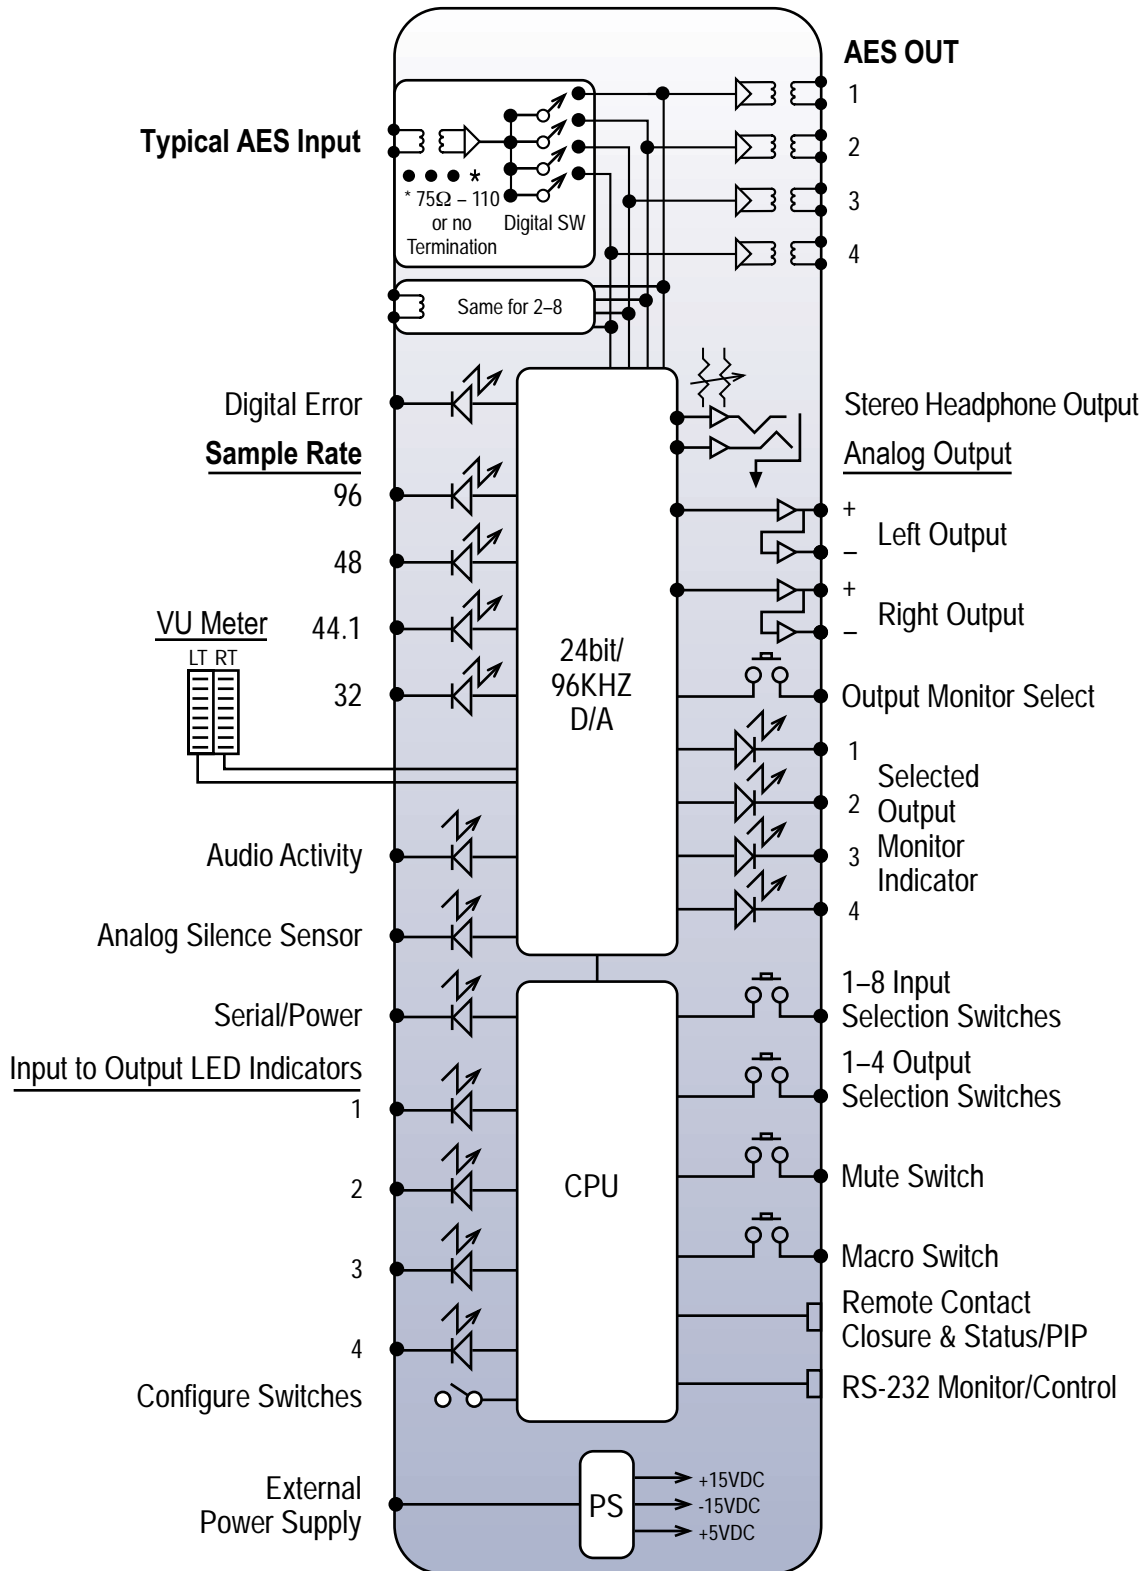 AES OUT
1
Typical AES Input
2
* 75Ω – 110
or no
Termination
*
Digital SW
3
4
Same for 2–8
Digital Error
Stereo Headphone Output
Sample Rate
96
48
44.1
32
Analog Output
+
Left Output
–
+
Right Output
–
VU Meter
LT RT
24bit/
96KHZ
D/A
Output Monitor Select
1
2
3
4
Selected
Output
Monitor
Indicator
Audio Activity
Analog Silence Sensor
Serial/Power
1–8 Input
Selection Switches
Input to Output LED Indicators
1
2
3
4
1–4 Output
Selection Switches
CPU
Mute Switch
Macro Switch
Remote Contact
Closure & Status/PIP
Configure Switches
RS-232 Monitor/Control
External
Power Supply
PS
+15VDC
-15VDC
+5VDC